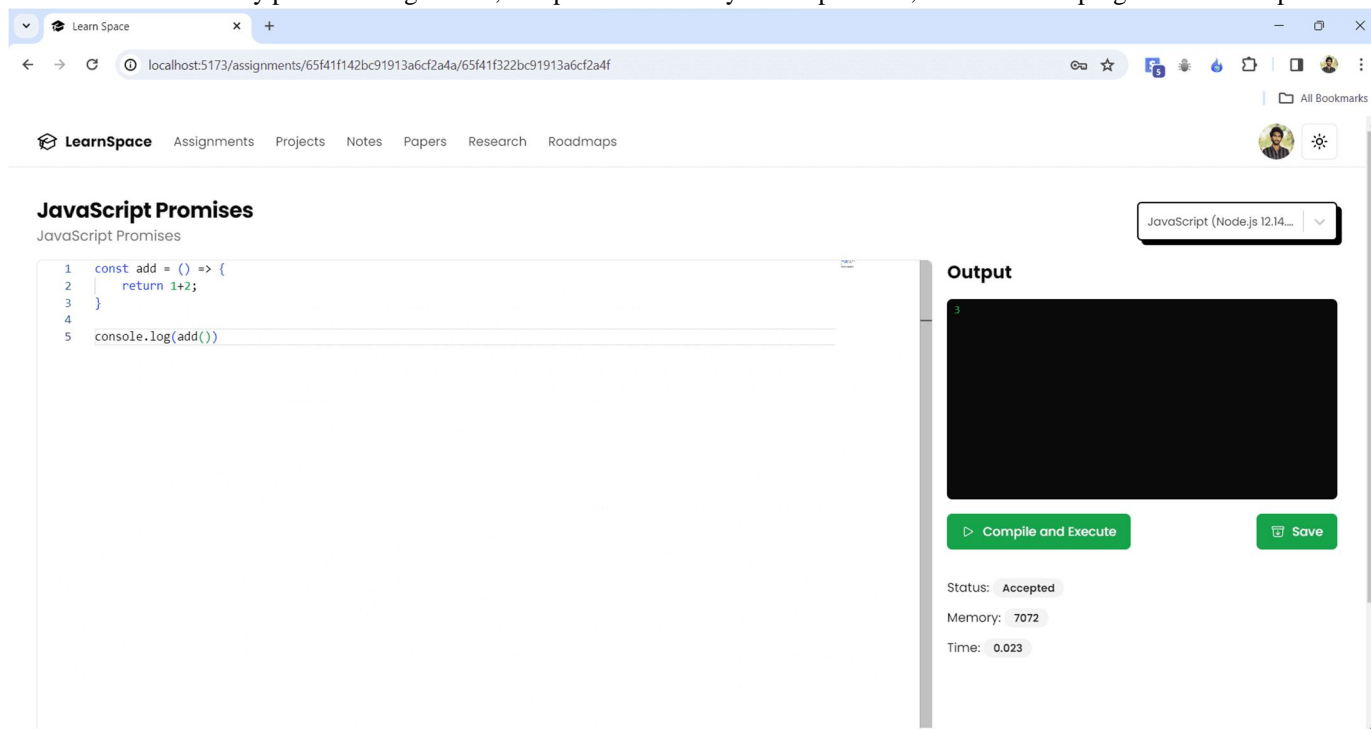 Learn Space
localhost:5173/assignments/65f41f142bc91913a6cf2a4a/65f41f322bc91913a6cf2a4f
5
All Bookmarks
LearnSpace Assignments Projects Notes Papers Research Roadmaps
JavaScript Promises
JavaScript Promises
JavaScript (Node.js 12.14....
1 const add = () => {
2 return 1+2;
3 }
4
5 console.log(add())
Output
3
Compile and Execute
Save
Status: Accepted
Memory: 7072
Time: 0.023